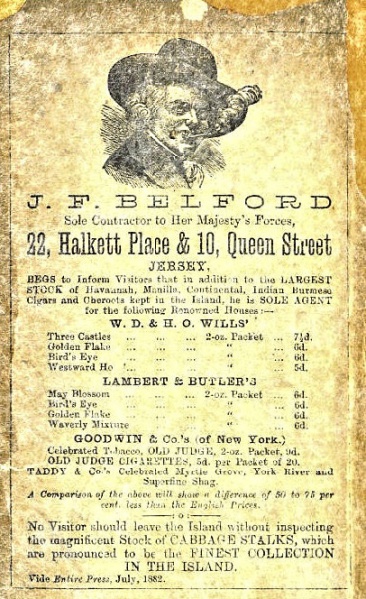 J. F. BELFORD
Sole Contractor to Her Majesty's Forces,
22, Halkett Place & 10, Queen Street
JERSEY,
BEGS to Inform Visitors that in addition to the LARGEST
STOCK of Havannah, Manilla, Continental, Indian Burmese
Cigars and Cheroots kept in the Island, he is SOLE AGENT
for the following Renowned Houses:—
W. D. & H. O. WILLS'
Three Castles ... ... ... 2-oz. Packet ... 7½d.
Golden Flake ... ... ... " ... 6d.
Bird's Eye ... ... ... " ... 6d.
Westward Ho ' ... ... ... " ... 5d.
LAMBERT & BUTLER'S
May Blossom ... ... ... 2-oz. Packet ... 6d.
Bird's Eye ... ... ... " ... 6d.
Golden Flake ... ... ... " ... 6d.
Waverly Mixture ... ... " ... 6d.
GOODWIN & Co.'s (of New York.)
Celebrated Tobacco, OLD JUDGE, 2-oz. Packet, 9d.
OLD JUDGE CIGARETTES, 5d. per Packet of 20.
TADDY & Co.'s Celebrated Myrtle Grove, York River and
Superfine Shag.
A Comparison of the above will show a difference of 50 to 75 per
cent. less than the English Prices.
—:o:—
No Visitor should leave the Island without inspecting
the magnificent Stock of CABBAGE STALKS, which
are pronounced to be the FINEST COLLECTION
IN THE ISLAND.
Vide Entire Press, July, 1882.